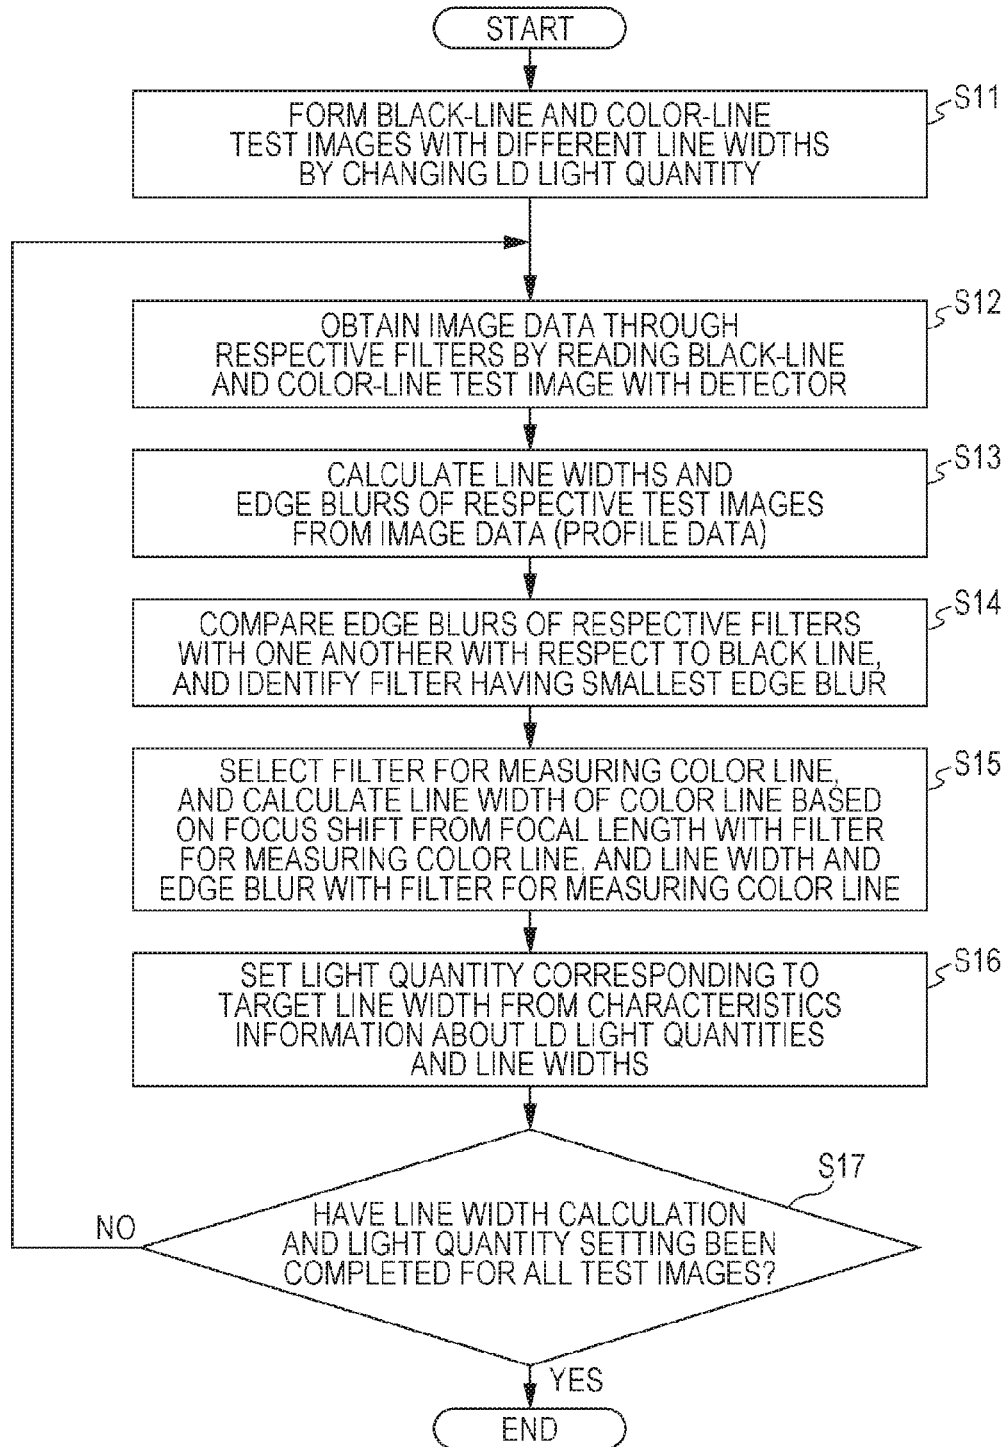 START
S11
FORM BLACK-LINE AND COLOR-LINE
TEST IMAGES WITH DIFFERENT LINE WIDTHS
BY CHANGING LD LIGHT QUANTITY
S12
OBTAIN IMAGE DATA THROUGH
RESPECTIVE FILTERS BY READING BLACK-LINE
AND COLOR-LINE TEST IMAGE WITH DETECTOR
S13
CALCULATE LINE WIDTHS AND
EDGE BLURS OF RESPECTIVE TEST IMAGES
FROM IMAGE DATA (PROFILE DATA)
S14
COMPARE EDGE BLURS OF RESPECTIVE FILTERS
WITH ONE ANOTHER WITH RESPECT TO BLACK LINE,
AND IDENTIFY FILTER HAVING SMALLEST EDGE BLUR
S15
SELECT FILTER FOR MEASURING COLOR LINE,
AND CALCULATE LINE WIDTH OF COLOR LINE BASED
ON FOCUS SHIFT FROM FOCAL LENGTH WITH FILTER
FOR MEASURING COLOR LINE, AND LINE WIDTH AND
EDGE BLUR WITH FILTER FOR MEASURING COLOR LINE
S16
SET LIGHT QUANTITY CORRESPONDING TO
TARGET LINE WIDTH FROM CHARACTERISTICS
INFORMATION ABOUT LD LIGHT QUANTITIES
AND LINE WIDTHS
S17
NO
HAVE LINE WIDTH CALCULATION
AND LIGHT QUANTITY SETTING BEEN
COMPLETED FOR ALL TEST IMAGES?
YES
END